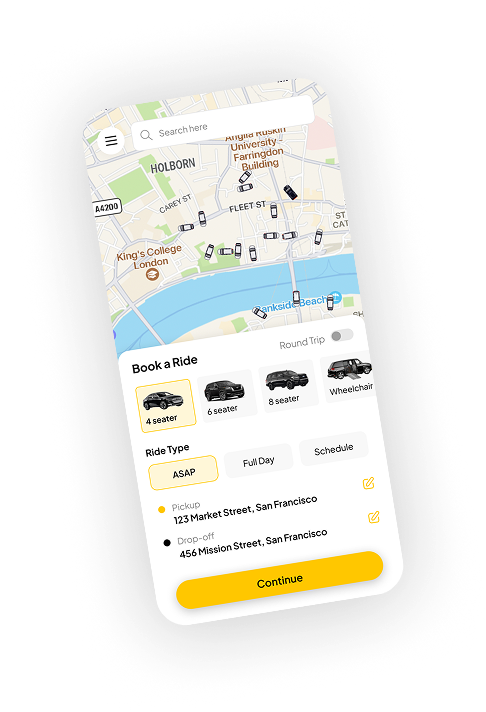 Search here
Anglia Ruskin
University
Farringdon
Building
HOLBORN
A4200
CAREY ST
FLEET ST
ST
CAT
King's College
London
Bankside Beach
SH
Book a Ride
Round Trip
4 seater
6 seater
8 seater
Wheelchair
Ride Type
ASAP
Full Day
Schedule
Pickup
123 Market Street, San Francisco
Drop-off
456 Mission Street, San Francisco
Continue